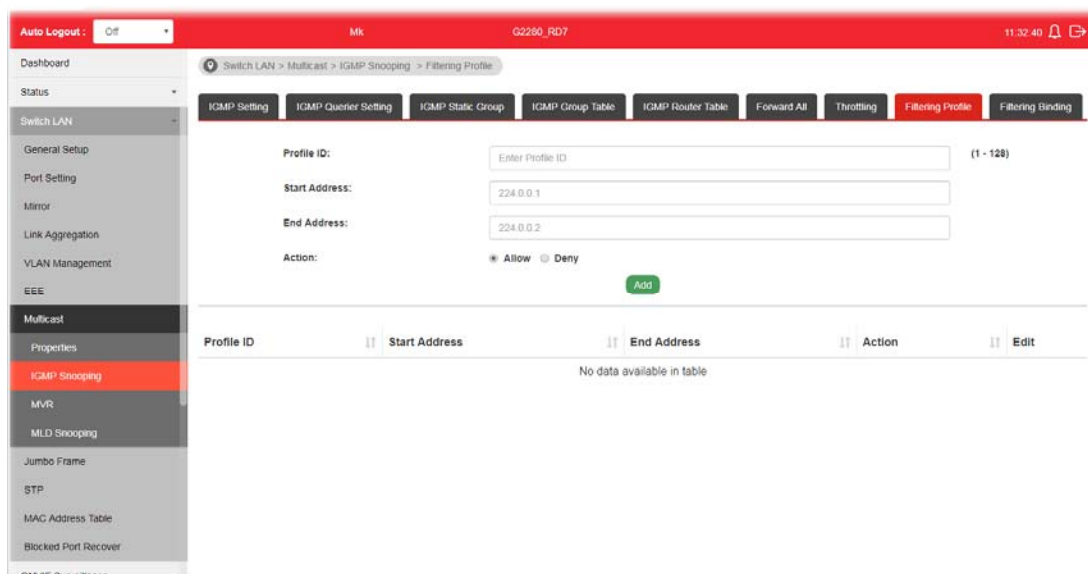 Auto Logout : Off Mk G2280_RD7 11:32:40
Dashboard
Status
Switch LAN
General Setup
Port Setting
Mirror
Link Aggregation
VLAN Management
EEE
Multicast
Properties
IGMP Snooping
MVR
MLD Snooping
Jumbo Frame
STP
MAC Address Table
Blocked Port Recover
Switch LAN > Multicast > IGMP Snooping > Filtering Profile
IGMP Setting IGMP Querier Setting IGMP Static Group IGMP Group Table IGMP Router Table Forward All Throttling Filtering Profile Filtering Binding
Profile ID: Enter Profile ID (1 - 128)
Start Address: 224.0.0.1
End Address: 224.0.0.2
Action: Allow Deny
Add
Profile ID Start Address End Address Action Edit
No data available in table